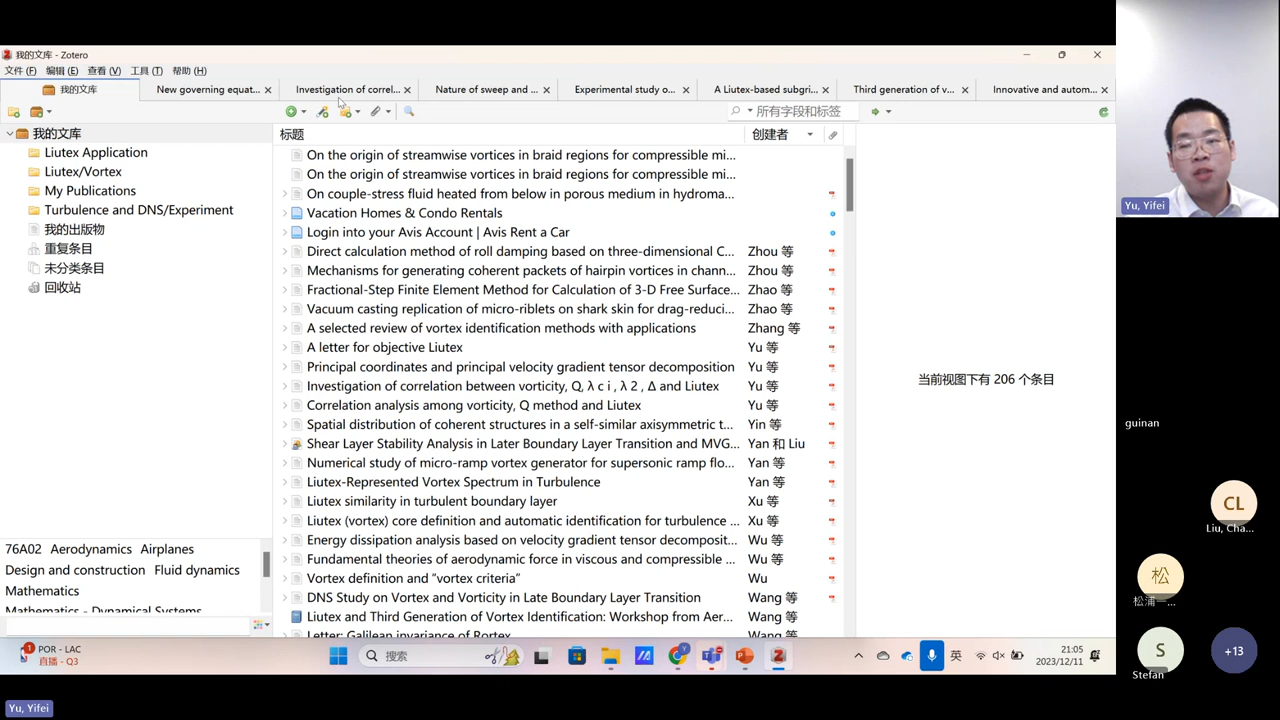 我的文库 - Zotero
文件 (F) 编辑 (E) 查看 (V) 工具 (T) 帮助 (H)
我的文库 New governing equat... Investigation of correl... Nature of sweep and ... Experimental study o... A Liutex-based subgri... Third generation of v... Innovative and autom...
所有字段和标签
我的文库
Liutex Application
Liutex/Vortex
My Publications
Turbulence and DNS/Experiment
我的出版物
重复条目
未分类条目
回收站
76A02 Aerodynamics Airplanes
Design and construction Fluid dynamics
Mathematics
Mathematics - Dynamical Systems
标题 创建者
On the origin of streamwise vortices in braid regions for compressible mi...
On the origin of streamwise vortices in braid regions for compressible mi...
On couple-stress fluid heated from below in porous medium in hydroma...
Vacation Homes & Condo Rentals
Login into your Avis Account | Avis Rent a Car
Direct calculation method of roll damping based on three-dimensional C... Zhou 等
Mechanisms for generating coherent packets of hairpin vortices in chann... Zhou 等
Fractional-Step Finite Element Method for Calculation of 3-D Free Surface... Zhao 等
Vacuum casting replication of micro-riblets on shark skin for drag-reduci... Zhao 等
A selected review of vortex identification methods with applications Zhang 等
A letter for objective Liutex Yu 等
Principal coordinates and principal velocity gradient tensor decomposition Yu 等
Investigation of correlation between vorticity, Q, λ c i , λ 2 , Δ and Liutex Yu 等
Correlation analysis among vorticity, Q method and Liutex Yu 等
Spatial distribution of coherent structures in a self-similar axisymmetric t... Yin 等
Shear Layer Stability Analysis in Later Boundary Layer Transition and MVG... Yan 和 Liu
Numerical study of micro-ramp vortex generator for supersonic ramp flo... Yan 等
Liutex-Represented Vortex Spectrum in Turbulence Yan 等
Liutex similarity in turbulent boundary layer Xu 等
Liutex (vortex) core definition and automatic identification for turbulence ... Xu 等
Energy dissipation analysis based on velocity gradient tensor decomposit... Wu 等
Fundamental theories of aerodynamic force in viscous and compressible ... Wu 等
Vortex definition and “vortex criteria” Wu
DNS Study on Vortex and Vorticity in Late Boundary Layer Transition Wang 等
Liutex and Third Generation of Vortex Identification: Workshop from Aer... Wang 等
Letter: Galilean invariance of Rortex Wang 等
当前视图下有 206 个条目
1
POR - LAC
直播 - Q3
搜索
英
21:05
2023/12/11
Yu, Yifei
guinan
CL
Liu, Cha...
松
松浦一...
S
Stefan
+13
Yu, Yifei